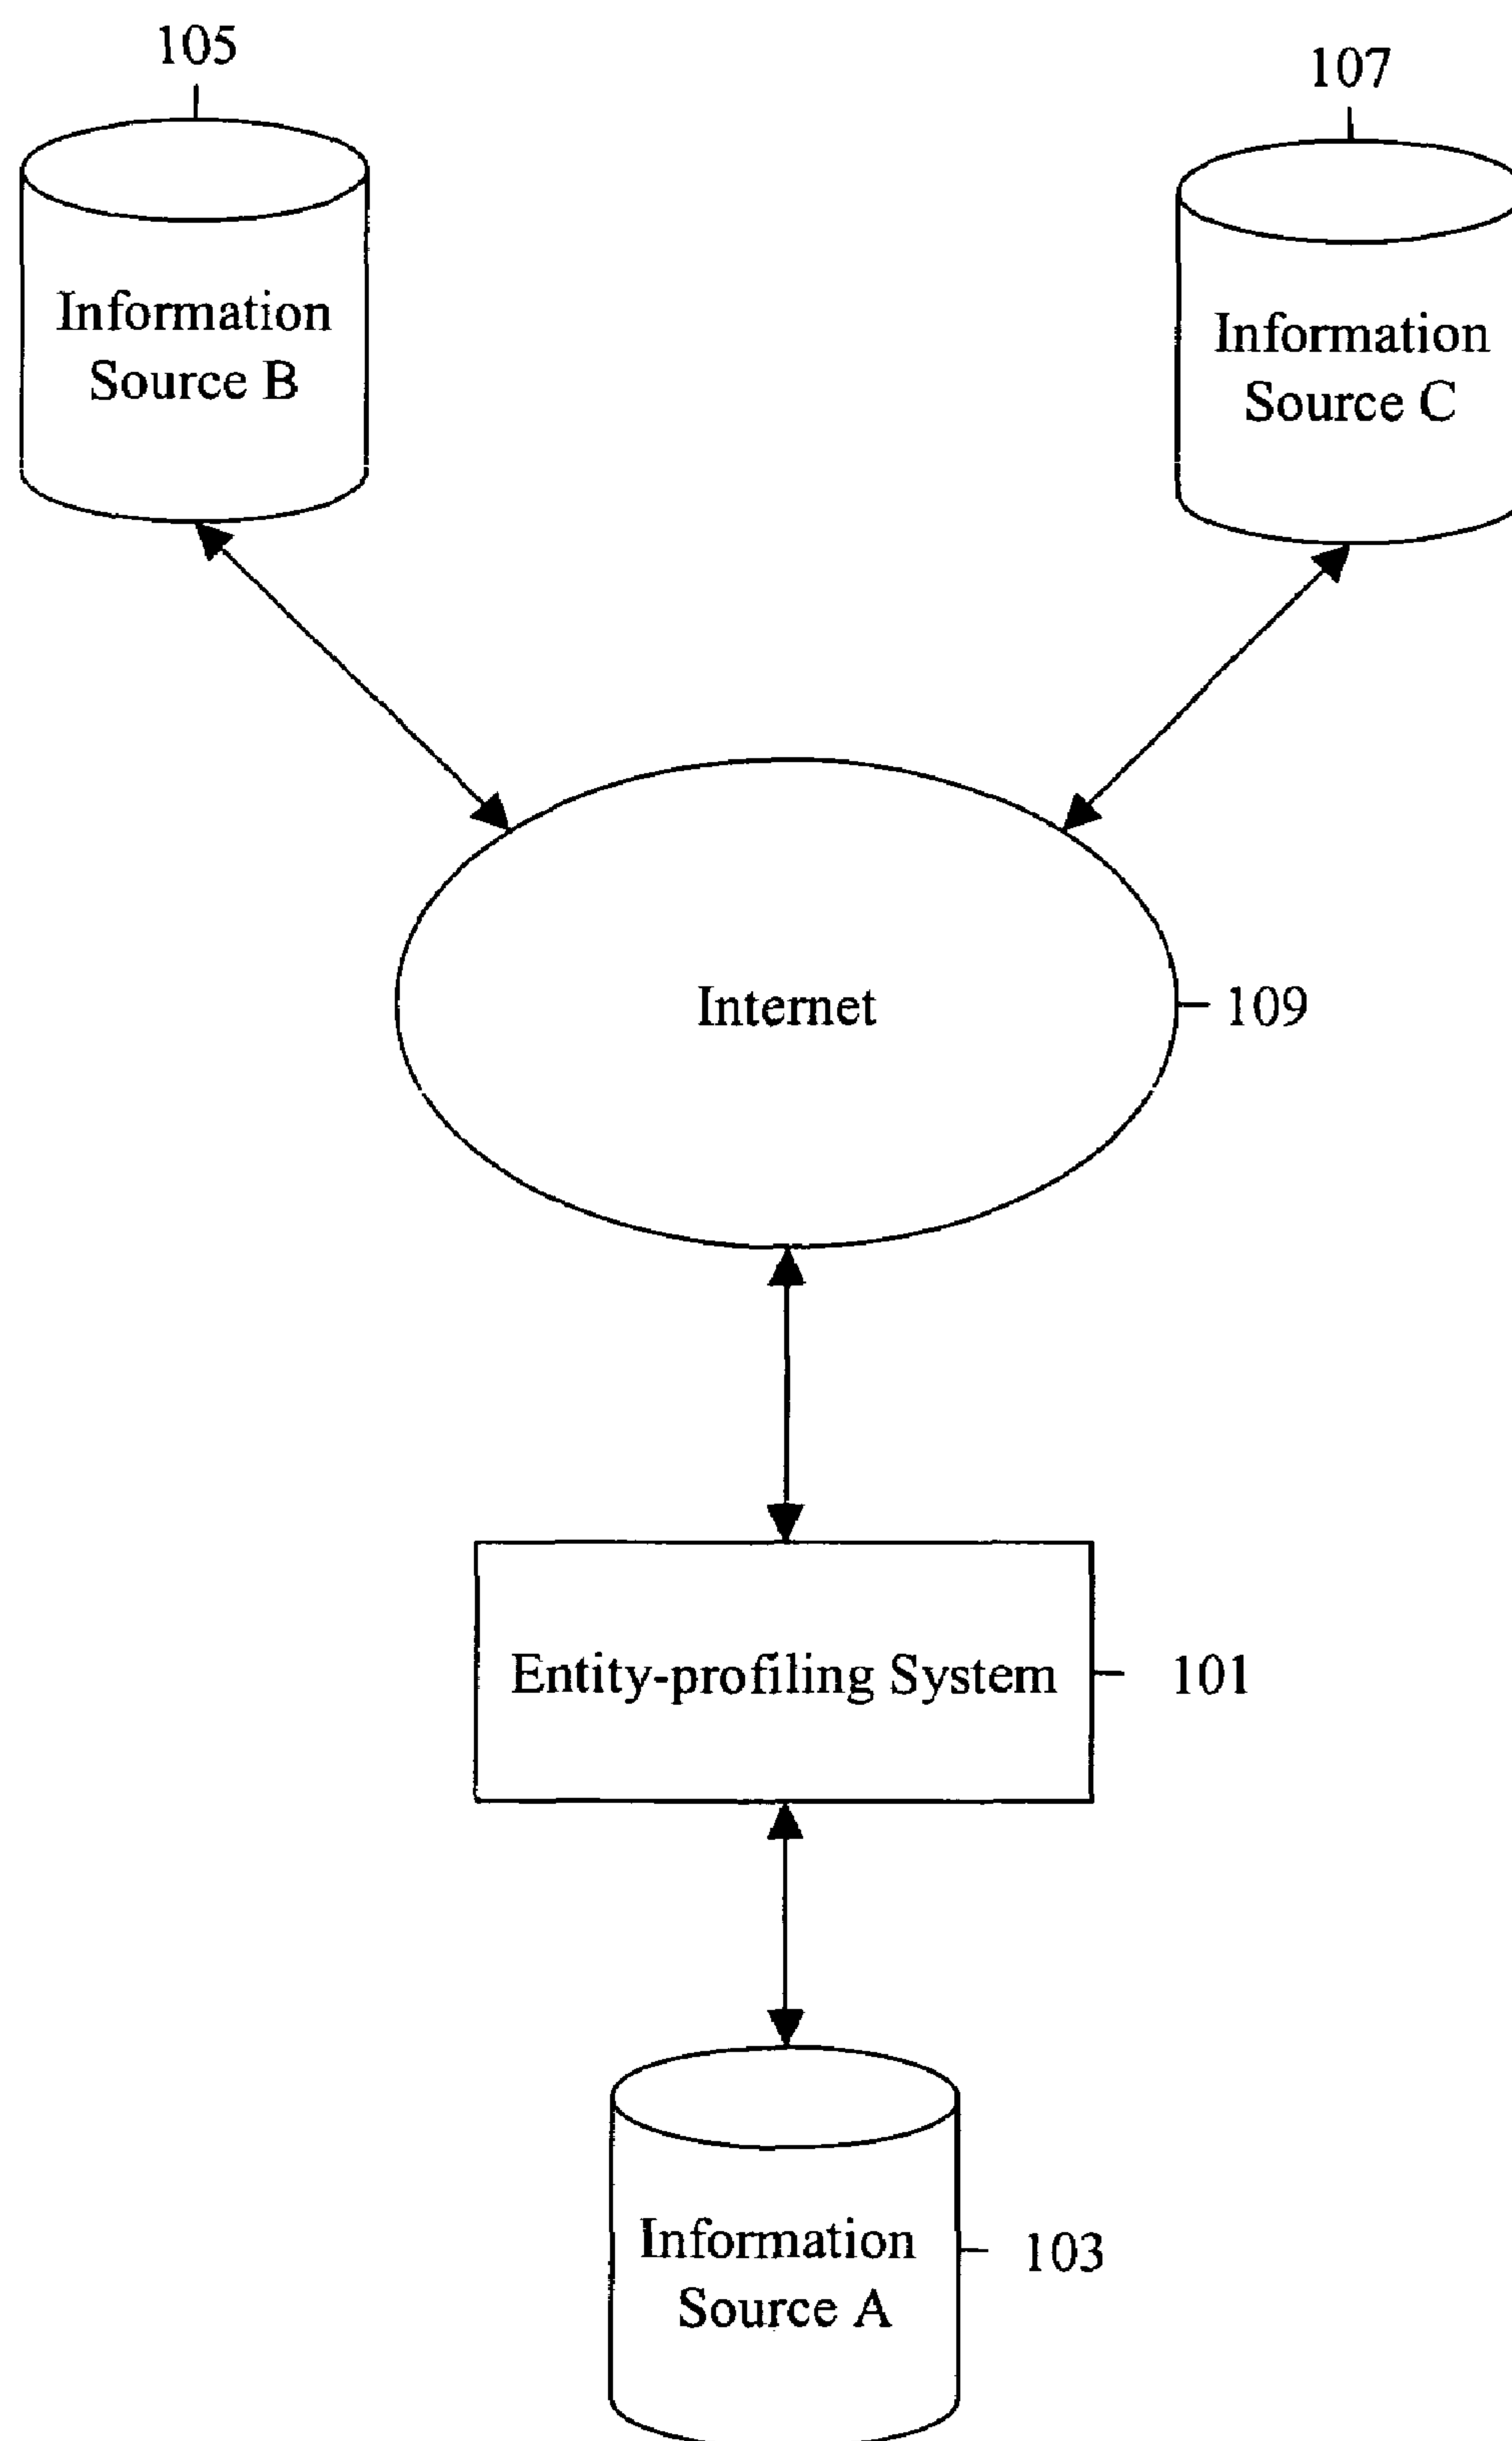 105
107
Information
Source B
Information
Source C
Internet
109
Entity-profiling System
101
Information
Source A
103